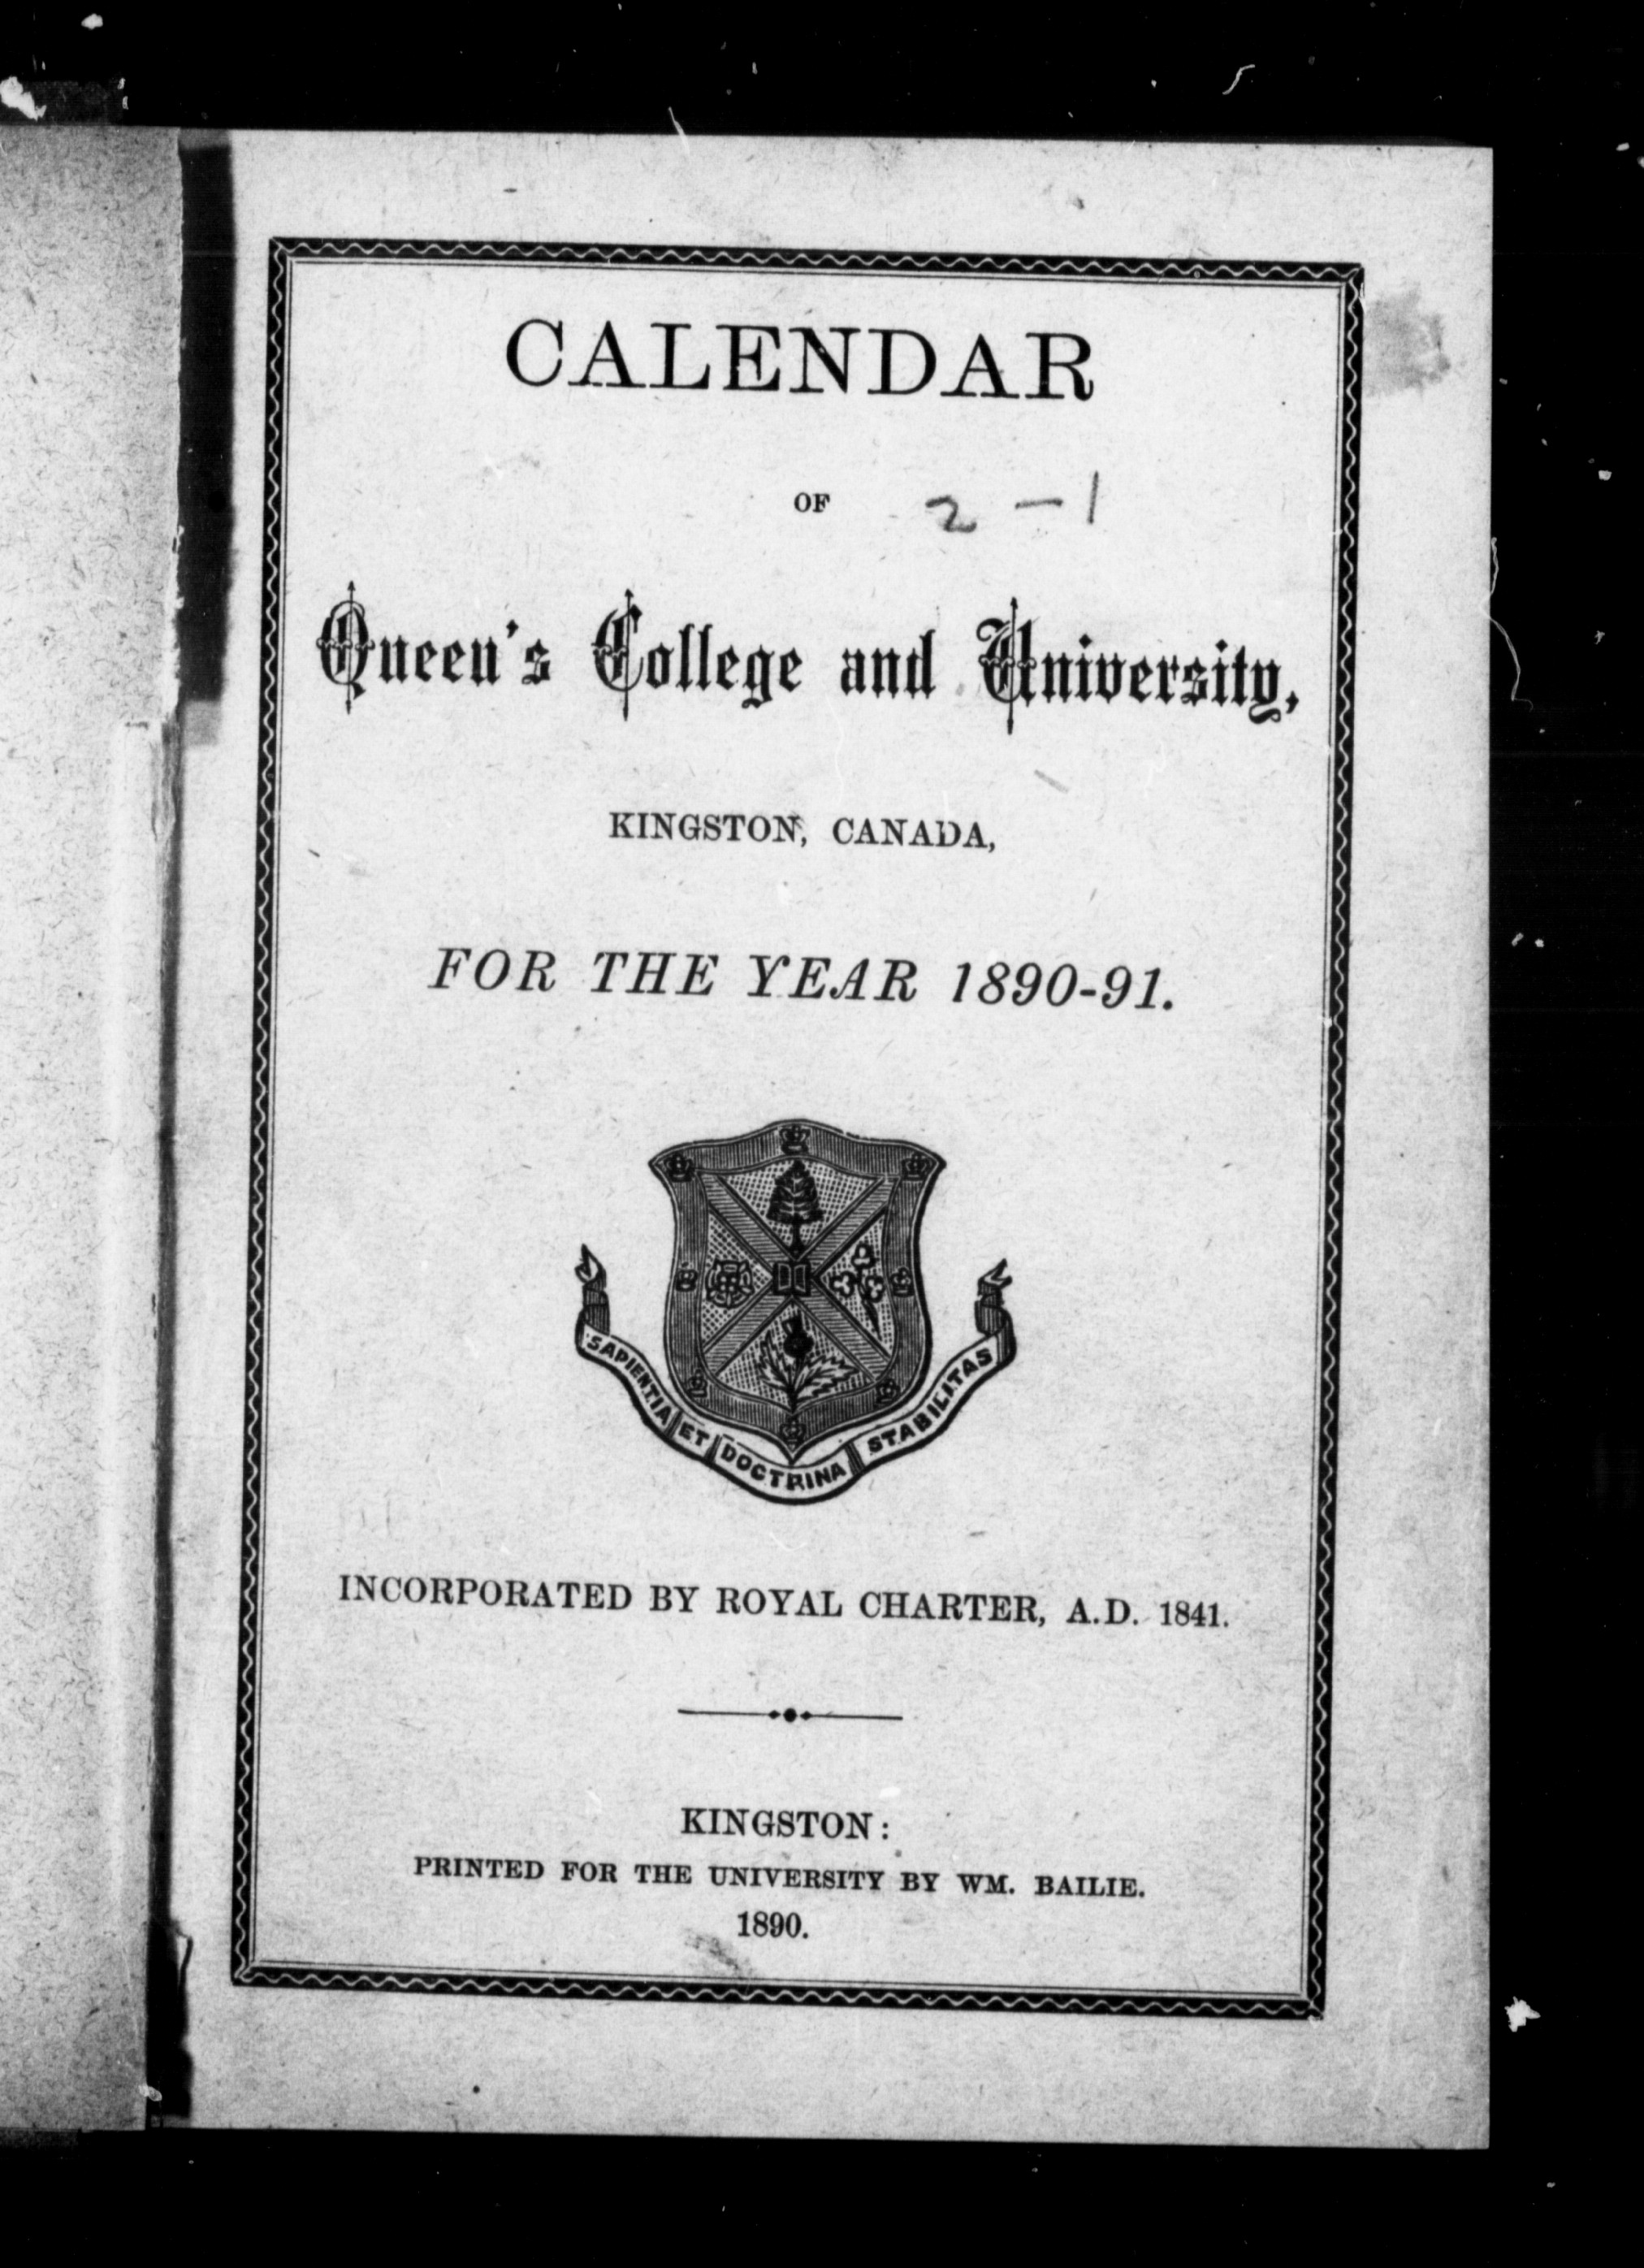 CALENDAR
OF 2 - 1
Queen's College and University,
KINGSTON, CANADA,
FOR THE YEAR 1890-91.
SAPIENTIA ET DOCTRINA STABILITAS
INCORPORATED BY ROYAL CHARTER, A.D. 1841.
KINGSTON:
PRINTED FOR THE UNIVERSITY BY WM. BAILIE.
1890.